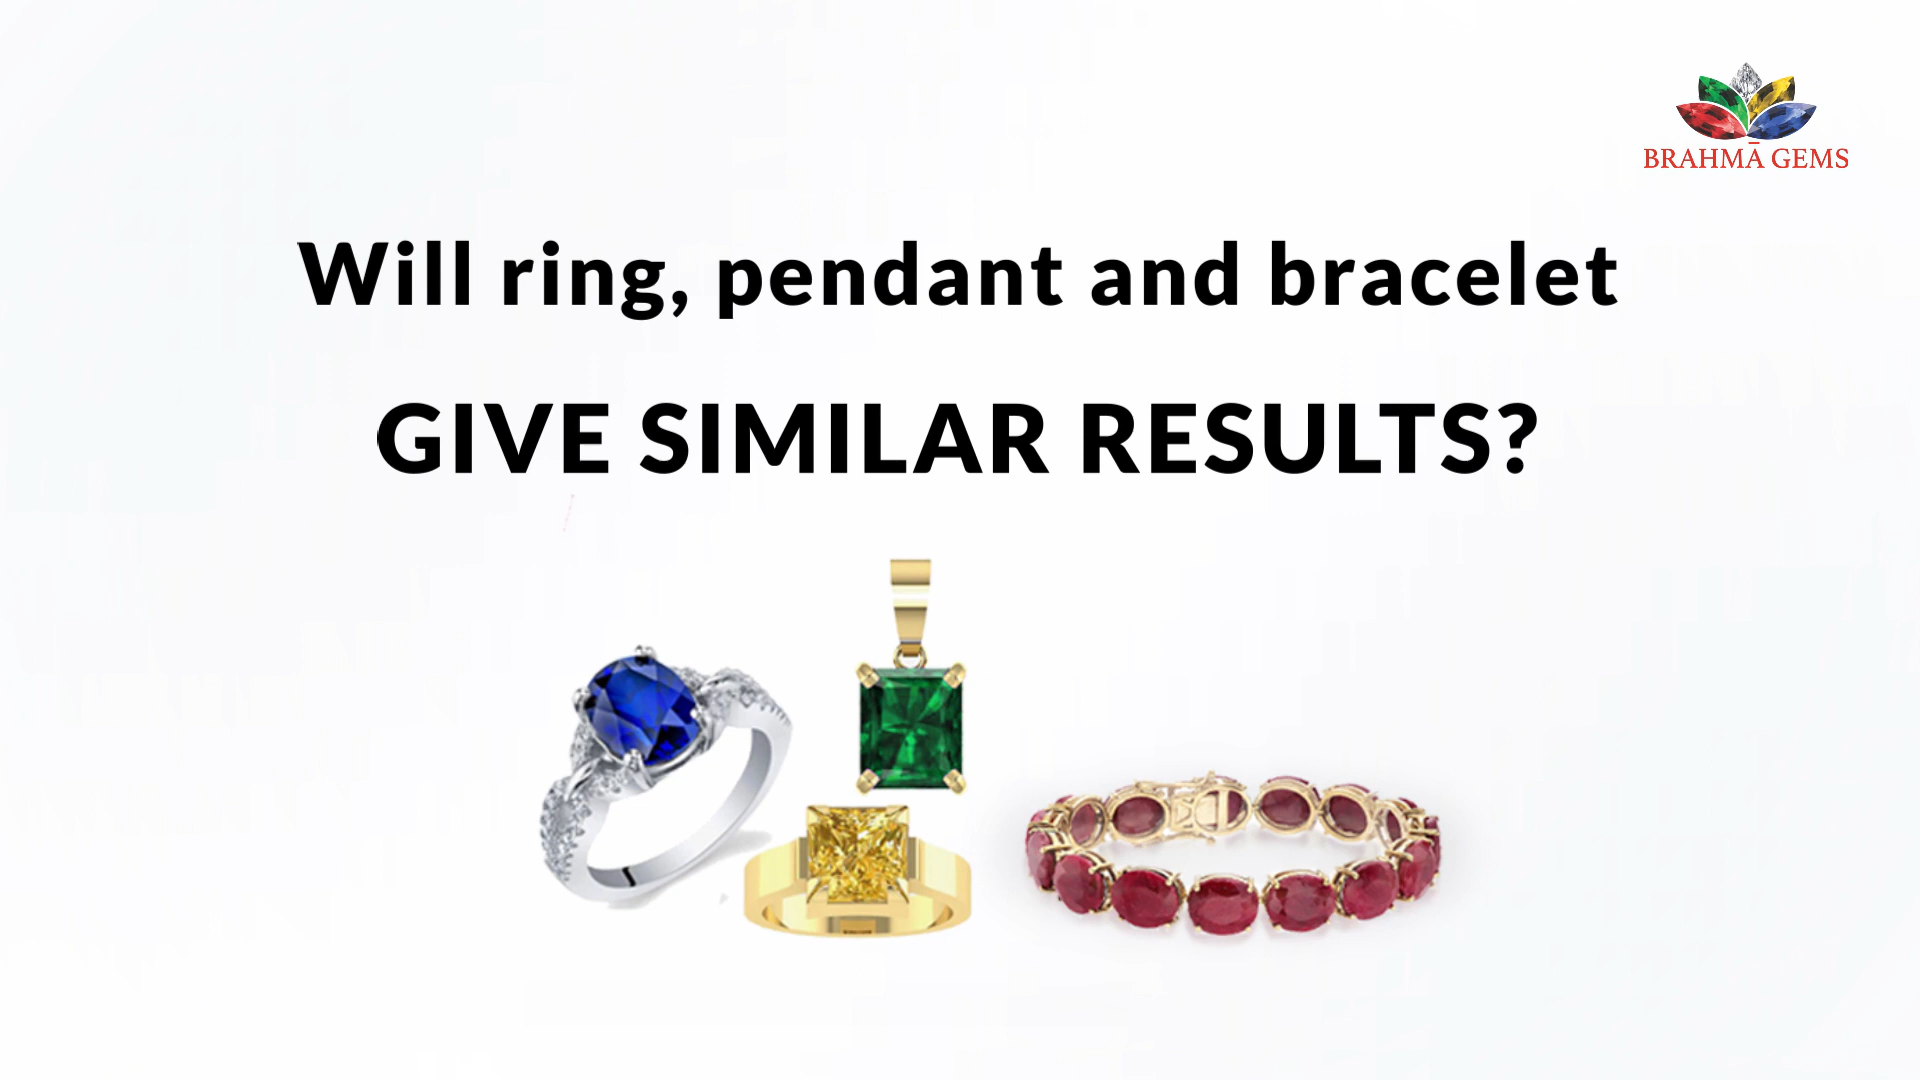 BRAHMĀ GEMS
Will ring, pendant and bracelet
GIVE SIMILAR RESULTS?